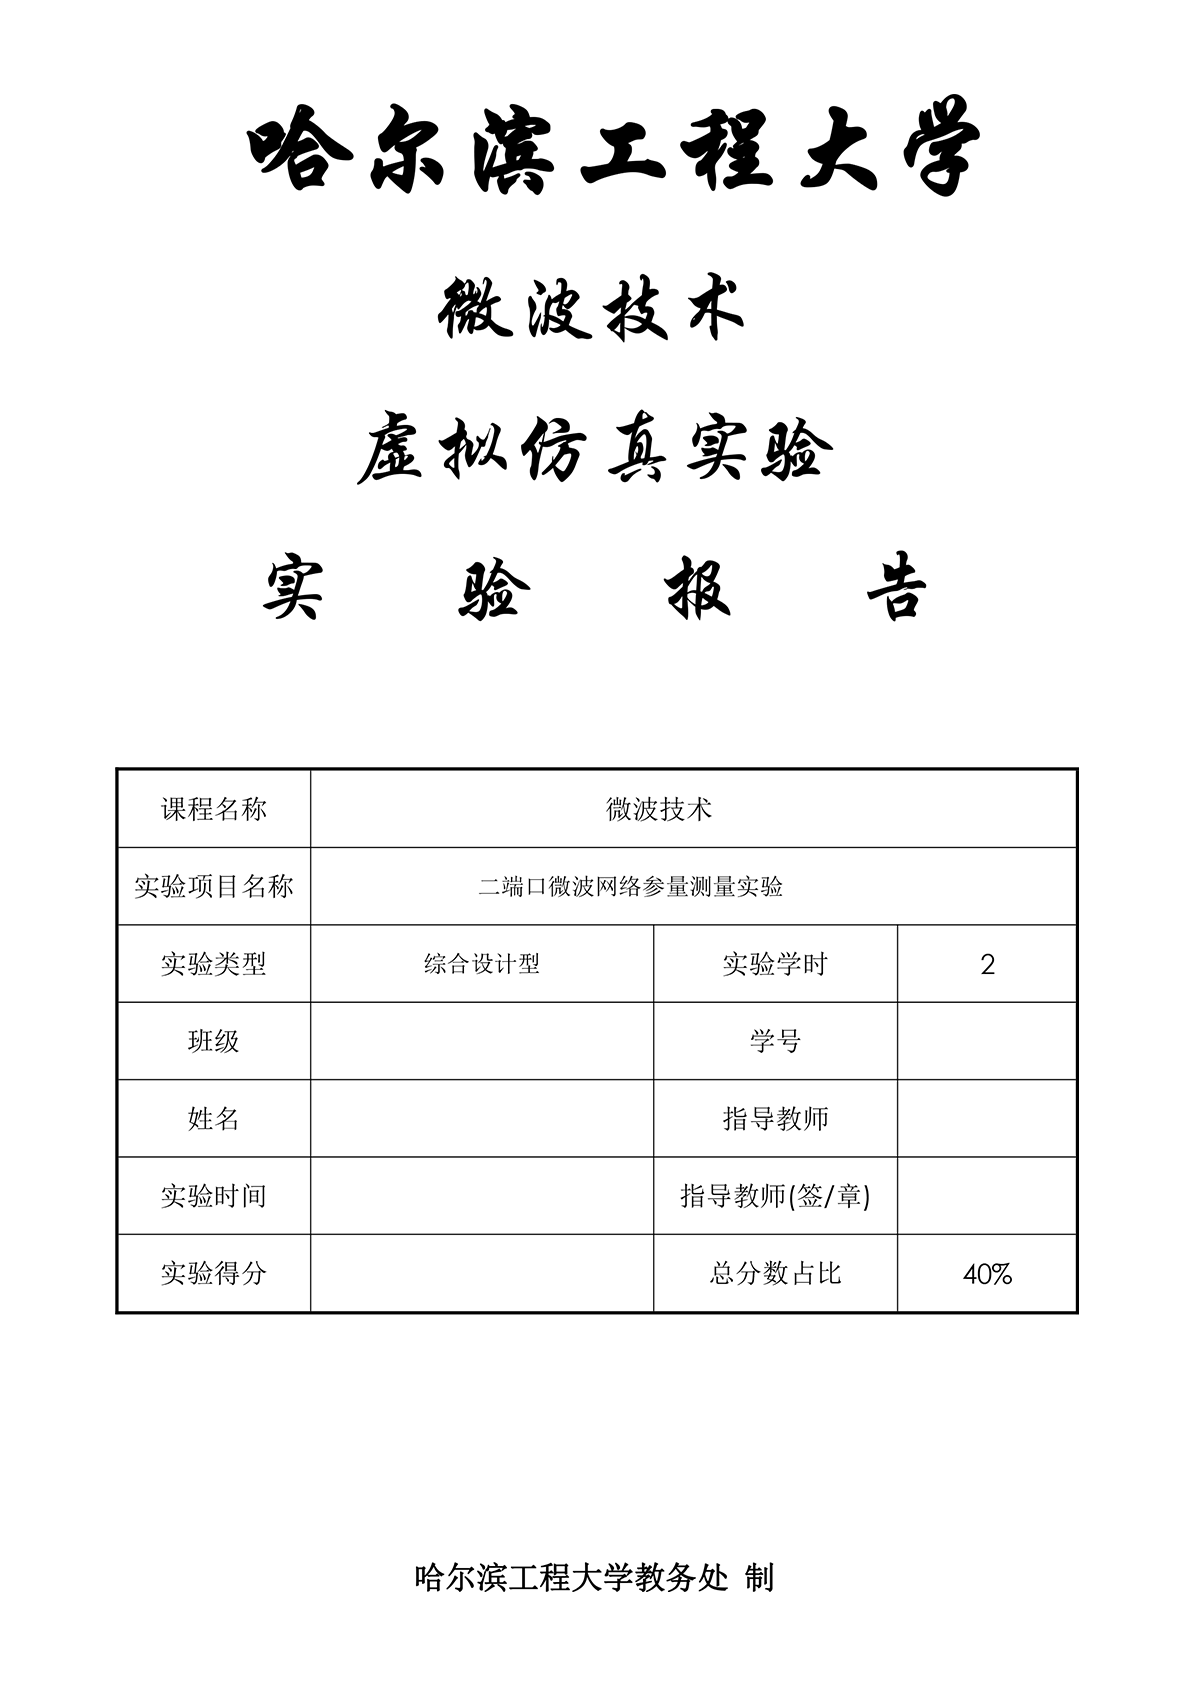 哈尔滨工程大学
微波技术
虚拟仿真实验
实 验 报 告
课程名称 微波技术
实验项目名称 二端口微波网络参量测量实验
实验类型 综合设计型 实验学时 2
班级 学号
姓名 指导教师
实验时间 指导教师(签/章)
实验得分 总分数占比 40%
哈尔滨工程大学教务处 制